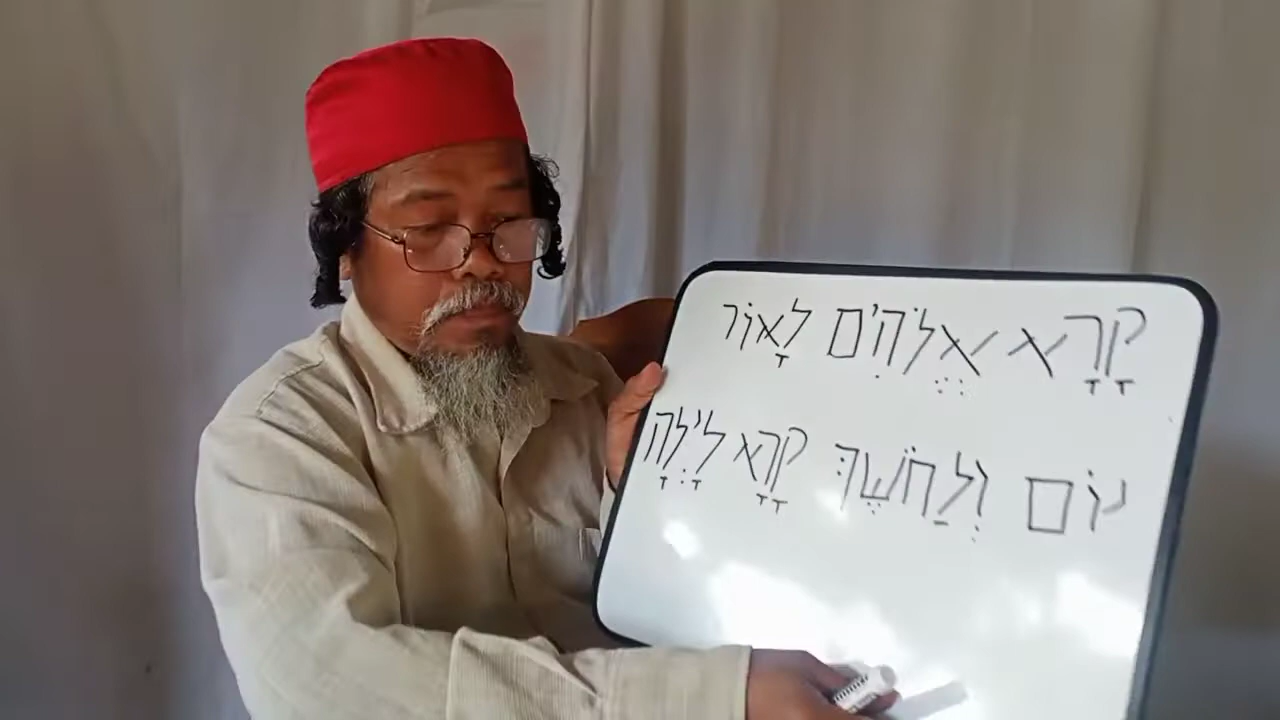 קָרָא אֱלֹהִים לָאוֹר
יוֹם וְלַחֹשֶׁךְ קָרָא לָיְלָה